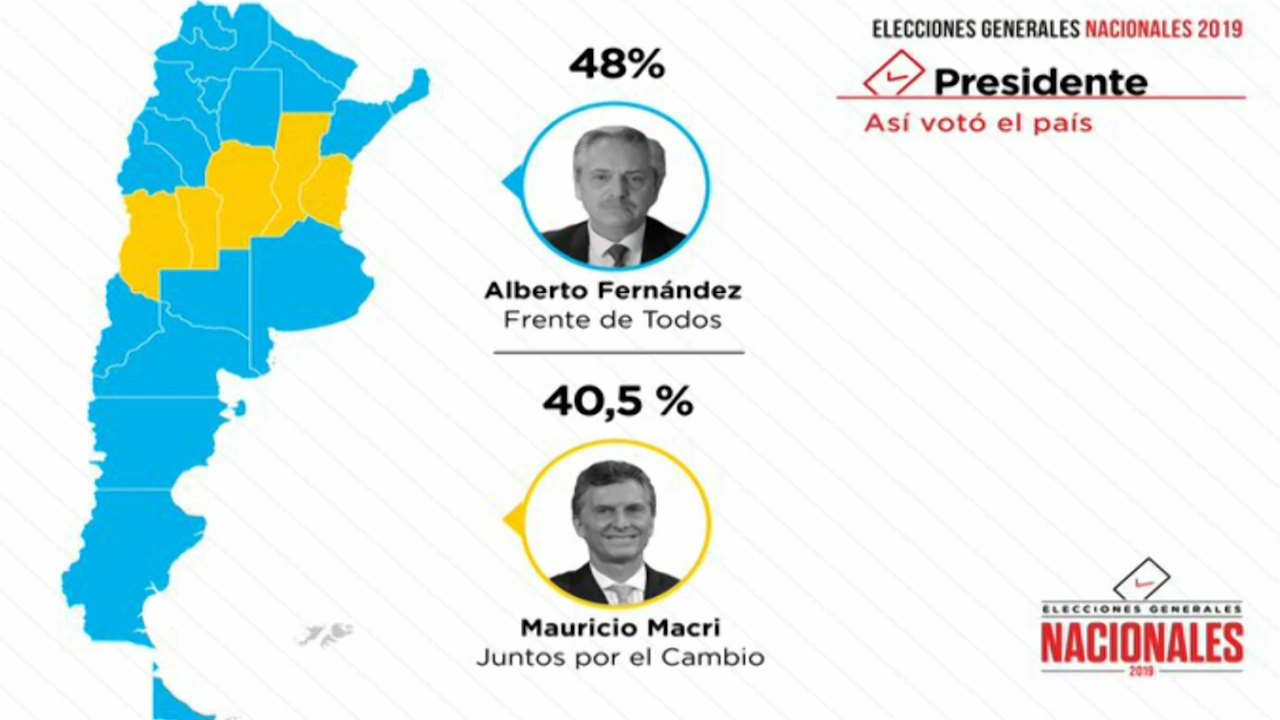 ELECCIONES GENERALES NACIONALES 2019
Presidente
Así votó el país
48%
Alberto Fernández
Frente de Todos
40,5 %
Mauricio Macri
Juntos por el Cambio
ELECCIONES GENERALES
NACIONALES
2019